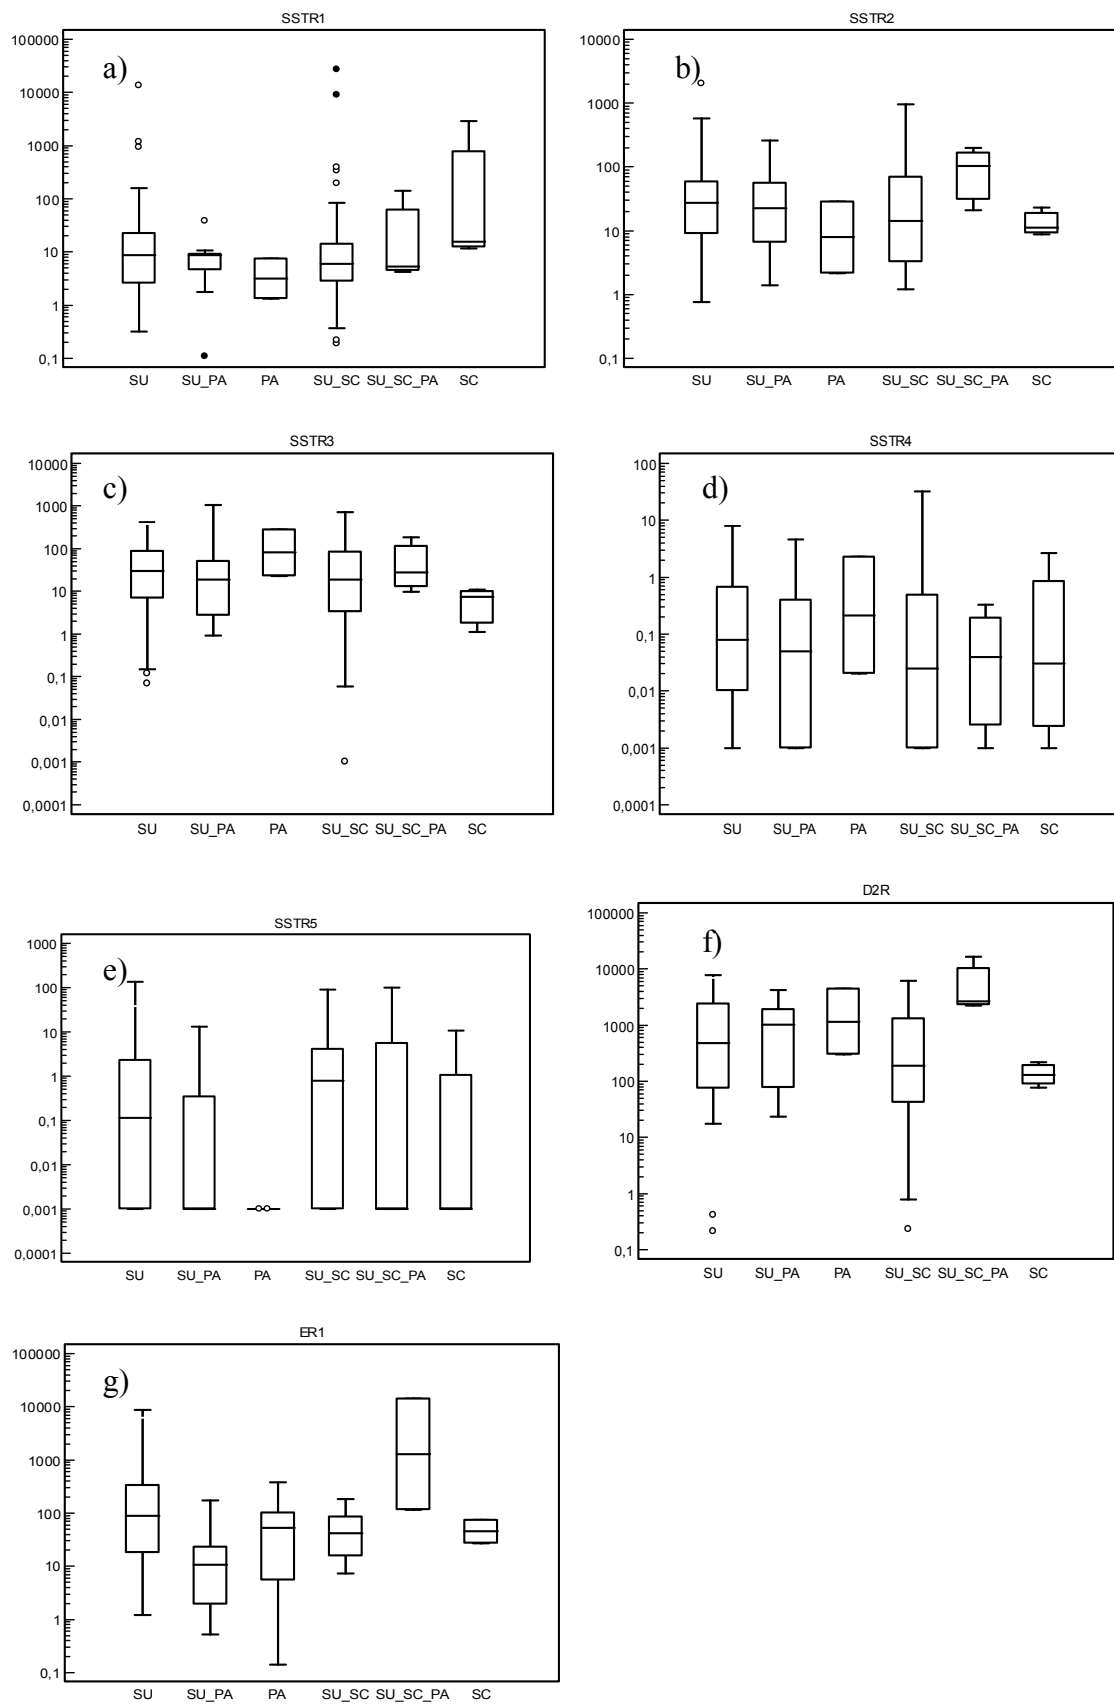 SSTR1
a)
100000
10000
1000
100
10
1
0,1
SU SU_PA PA SU_SC SU_SC_PA SC
SSTR2
b)
10000
1000
100
10
1
0,1
SU SU_PA PA SU_SC SU_SC_PA SC
SSTR3
c)
10000
1000
100
10
1
0,1
0,01
0,001
0,0001
SU SU_PA PA SU_SC SU_SC_PA SC
SSTR4
d)
100
10
1
0,1
0,01
0,001
0,0001
SU SU_PA PA SU_SC SU_SC_PA SC
SSTR5
e)
1000
100
10
1
0,1
0,01
0,001
0,0001
SU SU_PA PA SU_SC SU_SC_PA SC
D2R
f)
100000
10000
1000
100
10
1
0,1
SU SU_PA PA SU_SC SU_SC_PA SC
ER1
g)
100000
10000
1000
100
10
1
0,1
SU SU_PA PA SU_SC SU_SC_PA SC